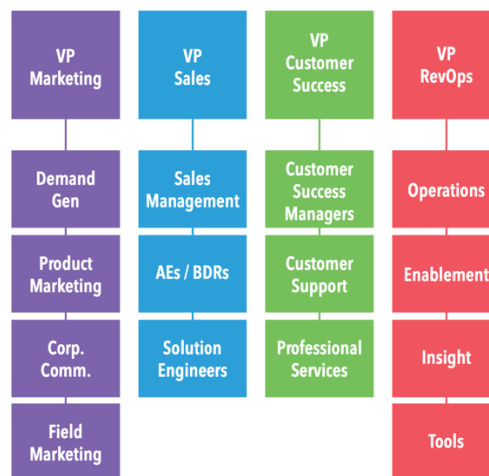 VP
Marketing
Demand
Gen
Product
Marketing
Corp.
Comm.
Field
Marketing
VP
Sales
Sales
Management
AEs / BDRs
Solution
Engineers
VP
Customer
Success
Customer
Success
Managers
Customer
Support
Professional
Services
VP
RevOps
Operations
Enablement
Insight
Tools